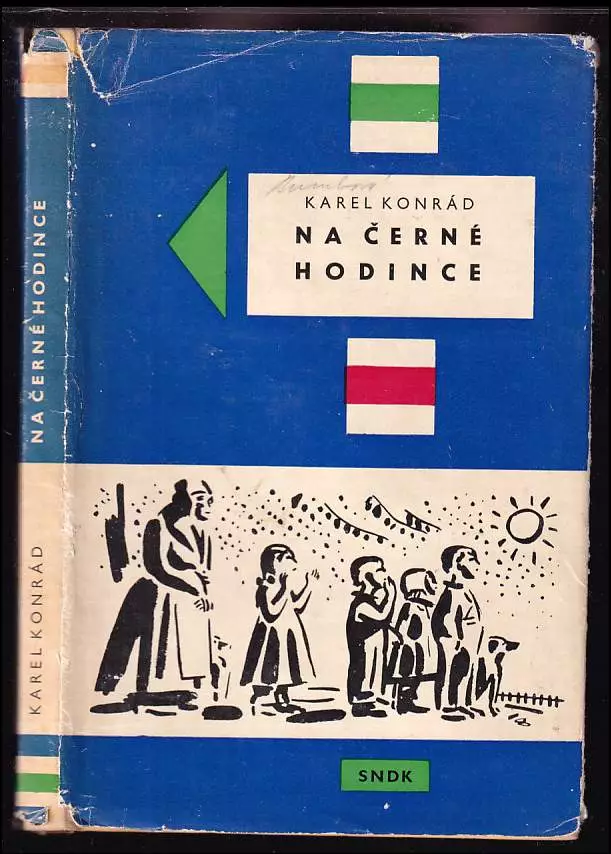 KAREL KONRÁD
NA ČERNÉ
HODINCE
SNDK
NA ČERNÉ HODINCE
KAREL KONRÁD